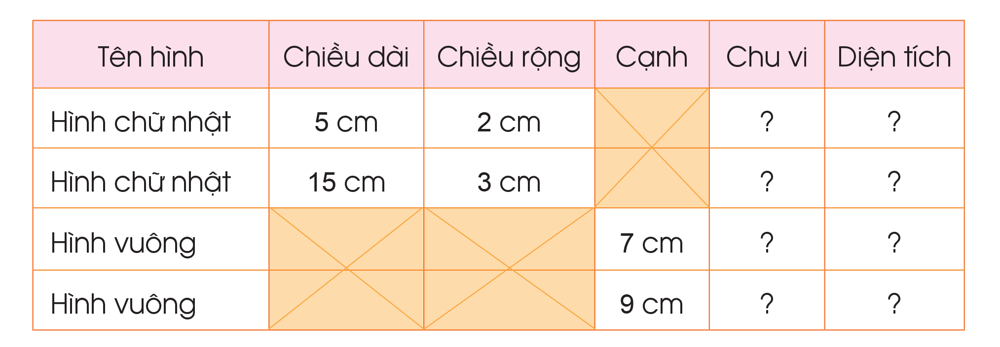 Tên hình Chiều dài Chiều rộng Cạnh Chu vi Diện tích
Hình chữ nhật 5 cm 2 cm ? ?
Hình chữ nhật 15 cm 3 cm ? ?
Hình vuông 7 cm ? ?
Hình vuông 9 cm ? ?